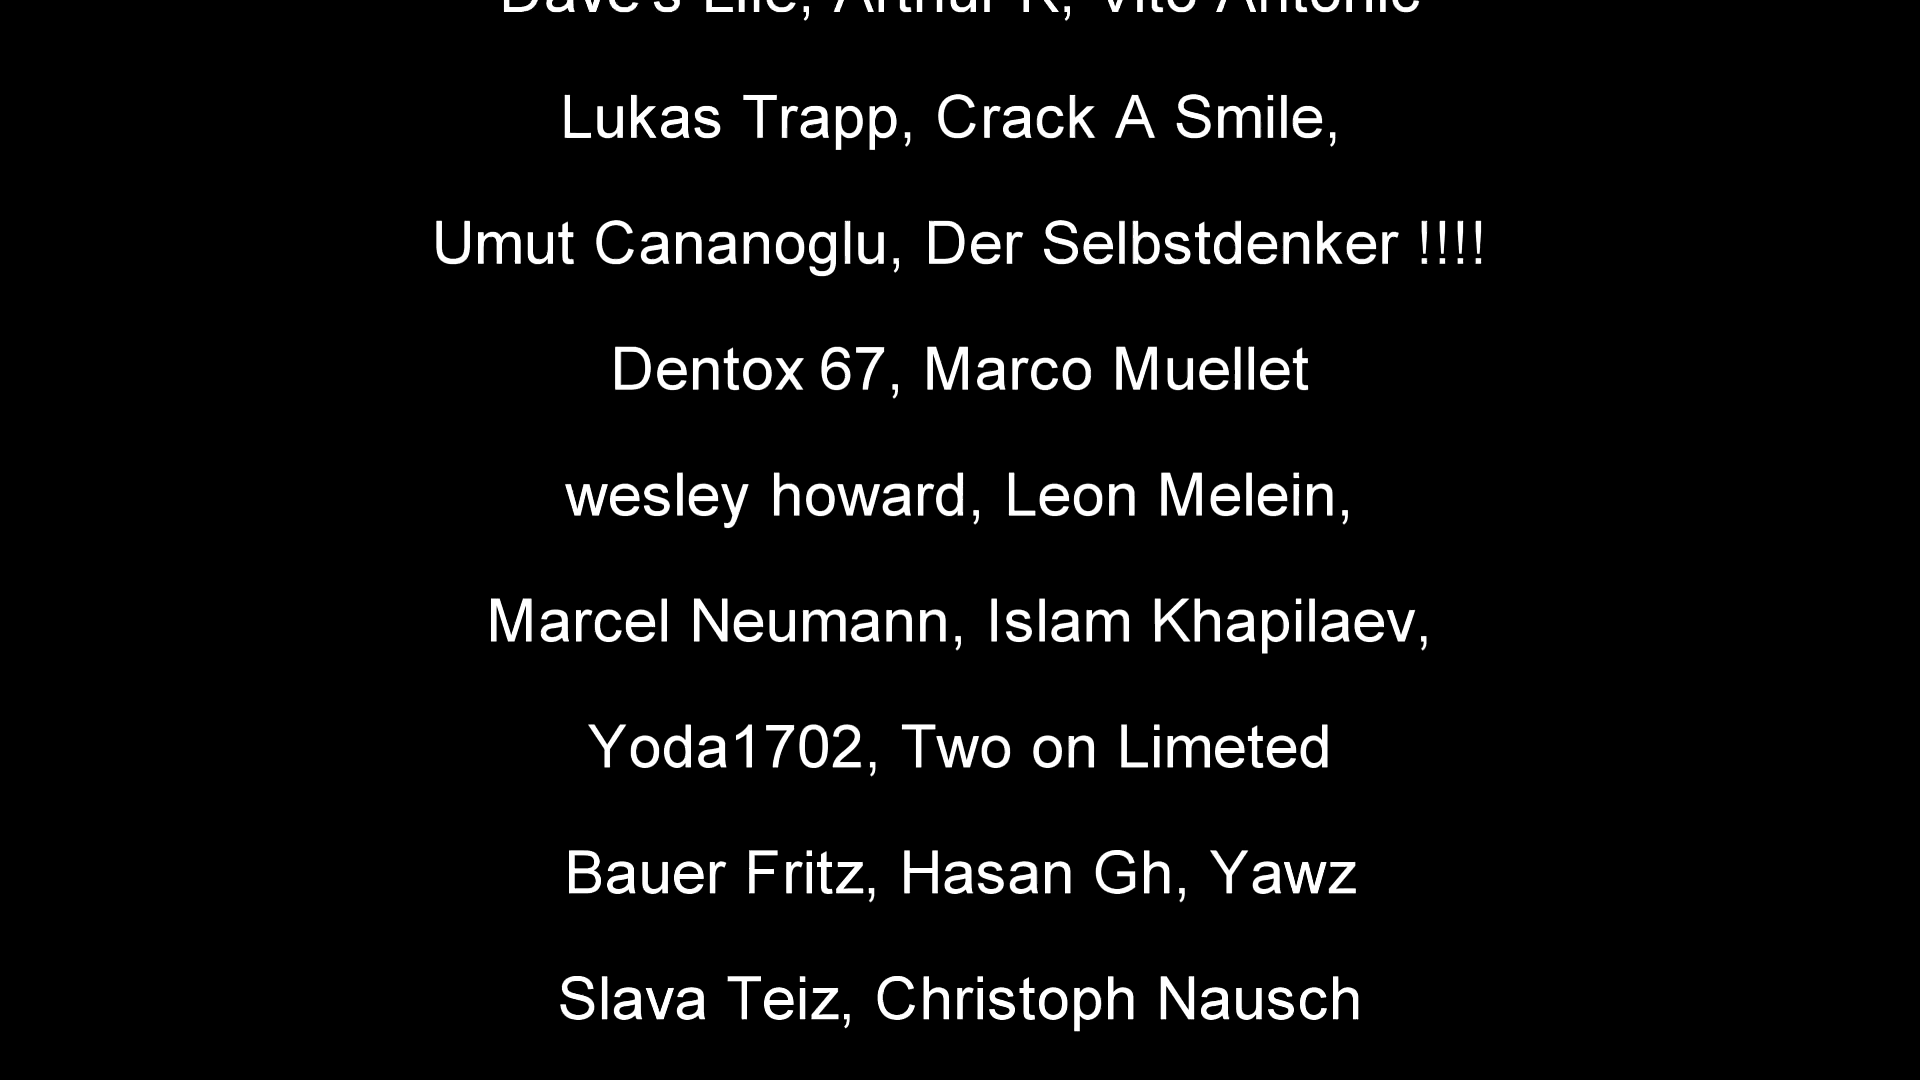 Dave's Life, Arthur K, Vito Antonic
Lukas Trapp, Crack A Smile,
Umut Cananoglu, Der Selbstdenker !!!!
Dentox 67, Marco Muellet
wesley howard, Leon Melein,
Marcel Neumann, Islam Khapilaev,
Yoda1702, Two on Limeted
Bauer Fritz, Hasan Gh, Yawz
Slava Teiz, Christoph Nausch